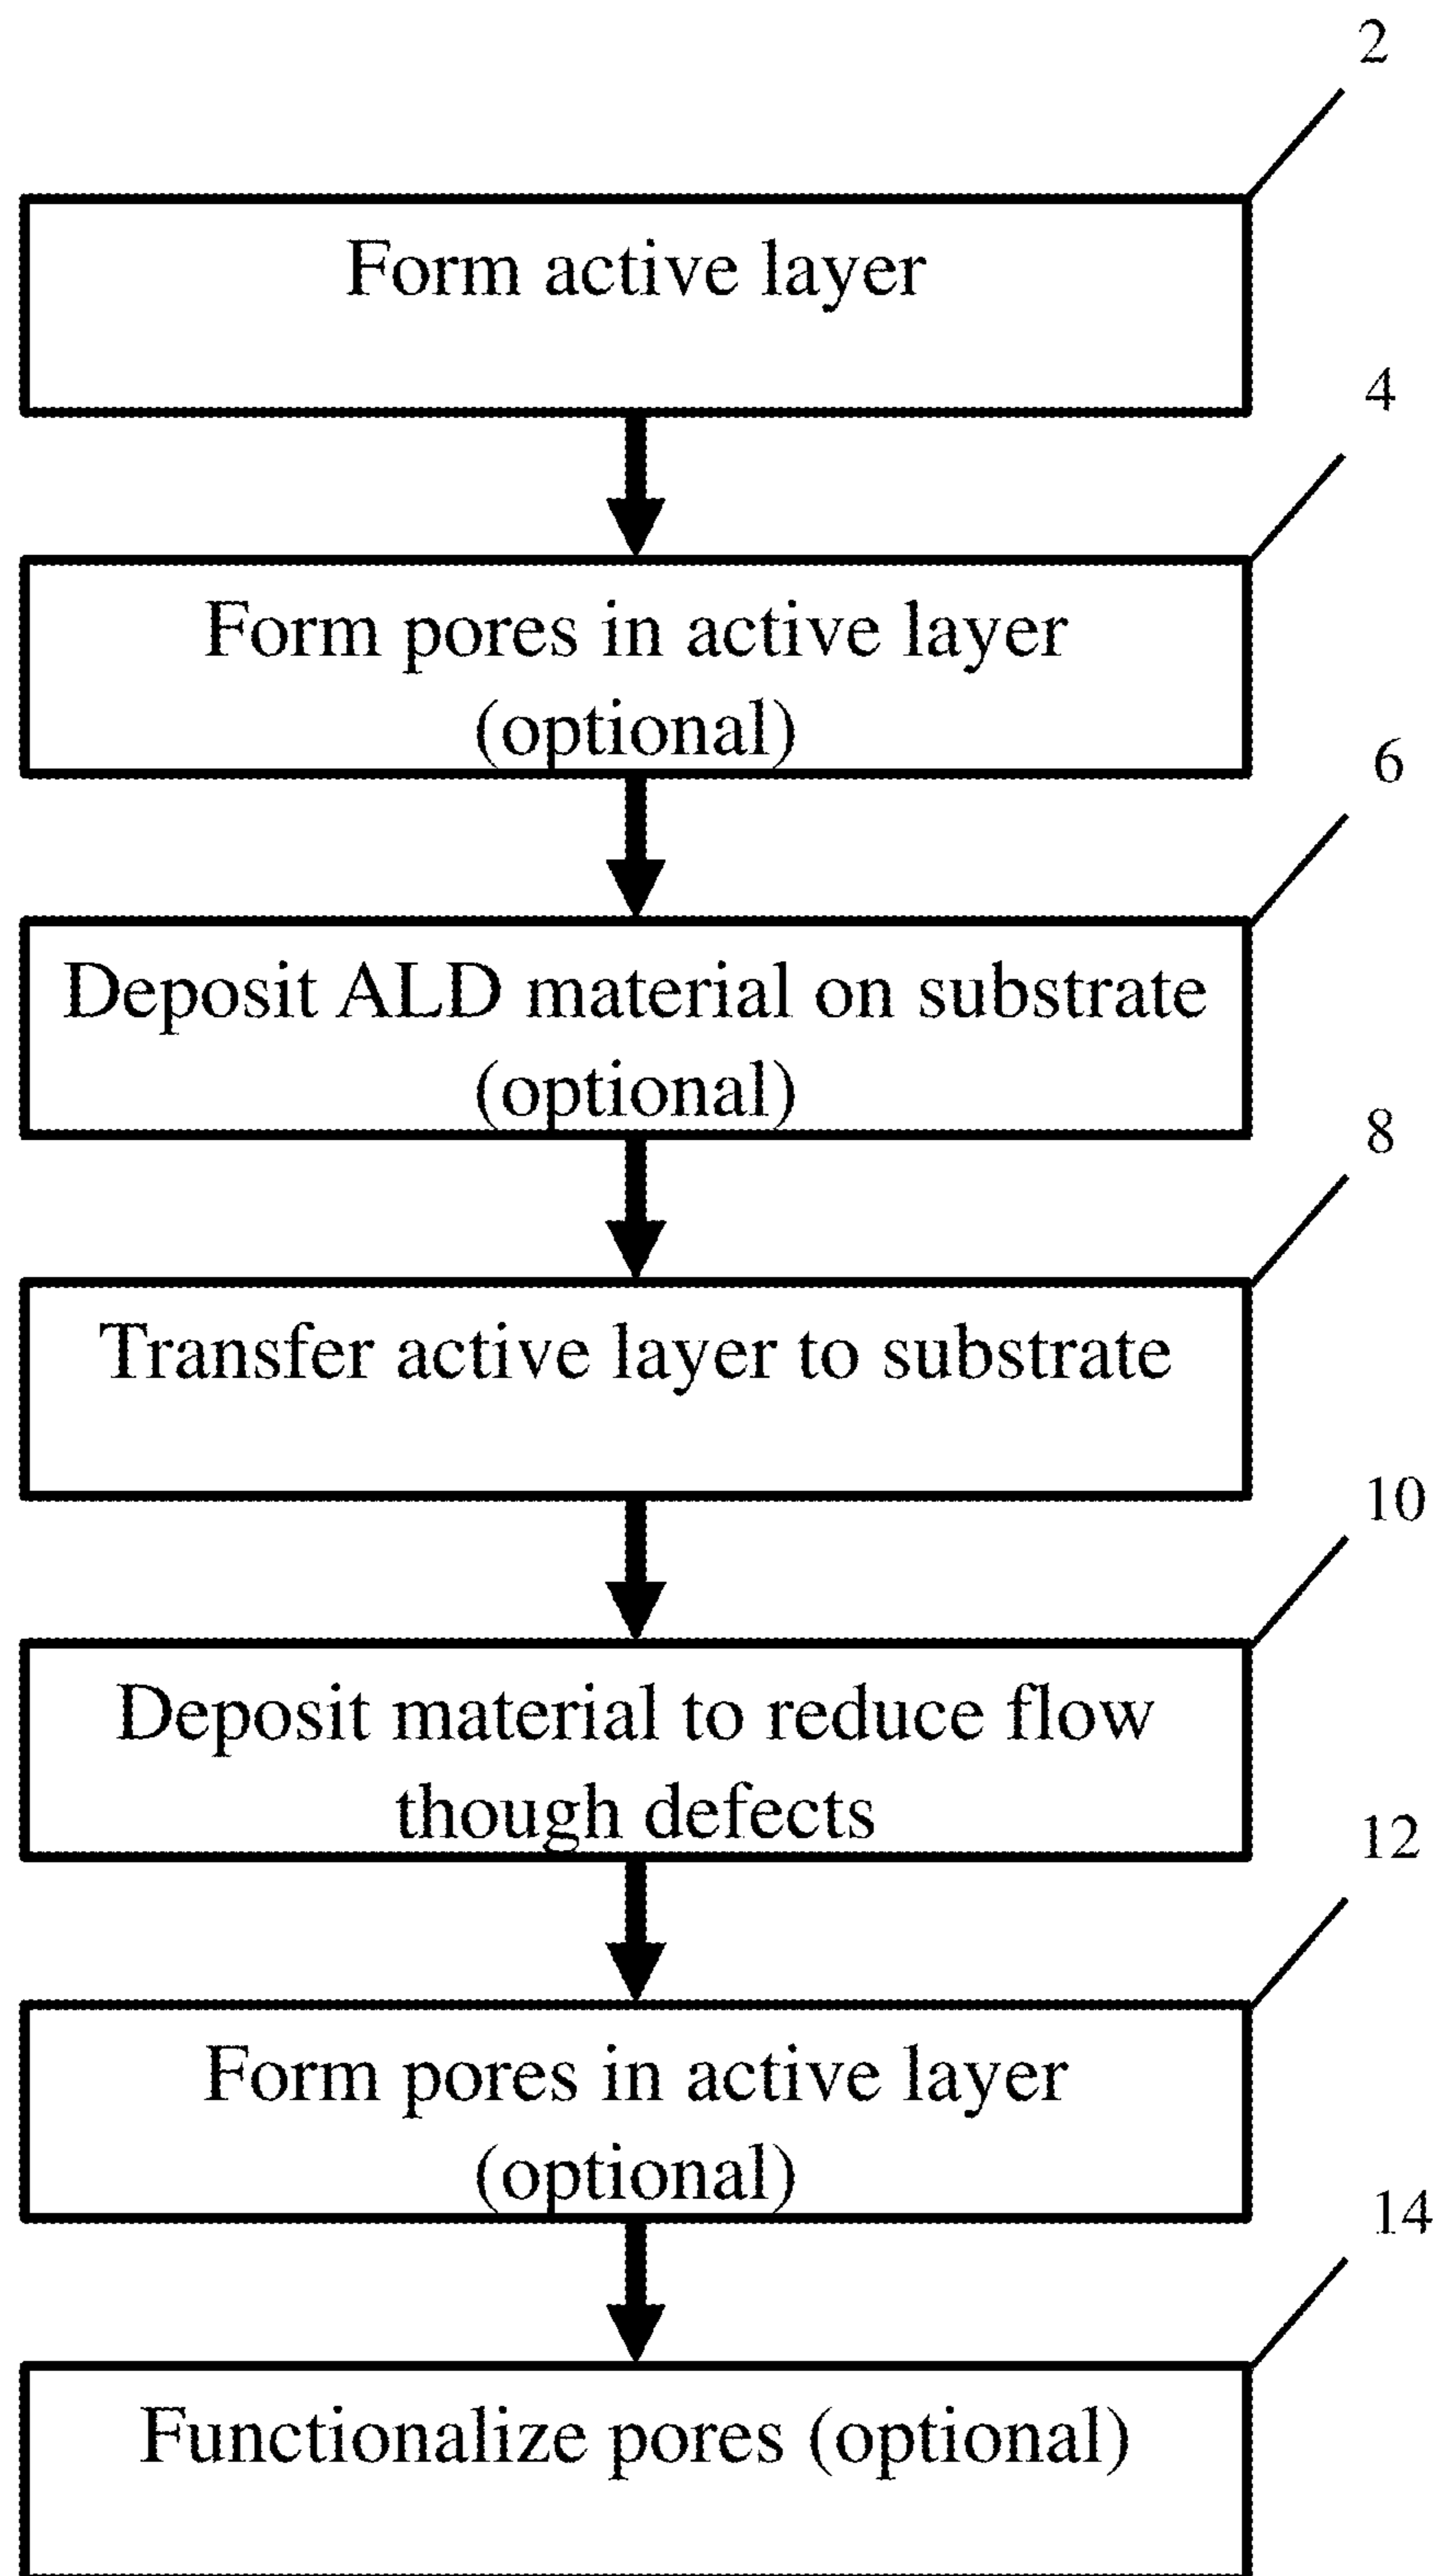 2
Form active layer
4
Form pores in active layer
(optional)
6
Deposit ALD material on substrate
(optional)
8
Transfer active layer to substrate
10
Deposit material to reduce flow
though defects
12
Form pores in active layer
(optional)
14
Functionalize pores (optional)